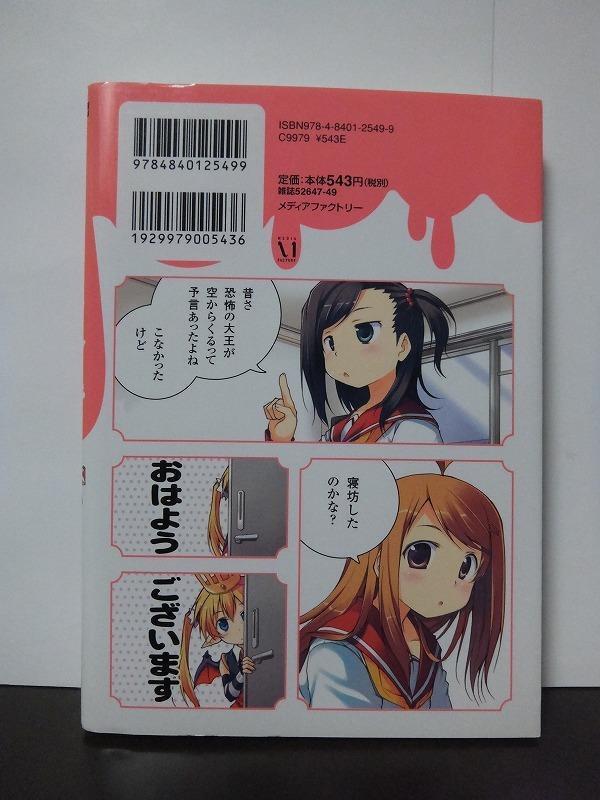 ISBN978-4-8401-2549-9
C9979 ¥543E
9784840125499
定価:本体543円(税別)
雑誌52647-49
メディアファクトリー
1929979005436
MEDIA
FACTORY
昔さ
恐怖の大王が
空からくるって
予言あったよね
こなかった
けど
寝坊した
のかな?
おはよう
ございます